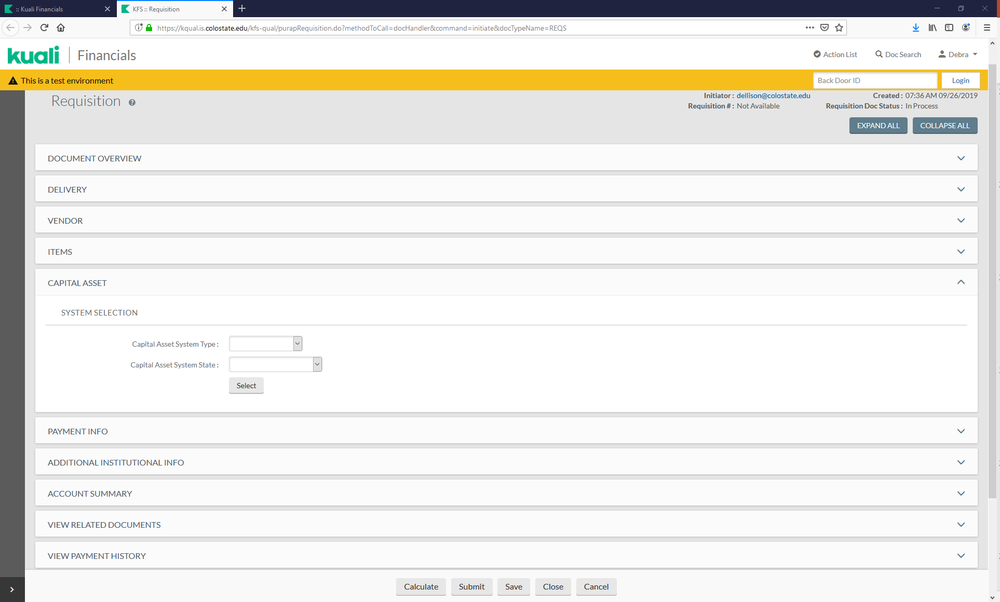 :: Kuali Financials
KFS :: Requisition
https://kqual.is.colostate.edu/kfs-qual/purapRequisition.do?methodToCall=docHandler&command=initiate&docTypeName=REQS
kuali Financials
Action List
Doc Search
Debra
This is a test environment
Back Door ID
Login
Requisition
Initiator : dellison@colostate.edu
Created : 07:36 AM 09/26/2019
Requisition # : Not Available
Requisition Doc Status : In Process
EXPAND ALL
COLLAPSE ALL
DOCUMENT OVERVIEW
DELIVERY
VENDOR
ITEMS
CAPITAL ASSET
SYSTEM SELECTION
Capital Asset System Type :
Capital Asset System State :
Select
PAYMENT INFO
ADDITIONAL INSTITUTIONAL INFO
ACCOUNT SUMMARY
VIEW RELATED DOCUMENTS
VIEW PAYMENT HISTORY
Calculate
Submit
Save
Close
Cancel